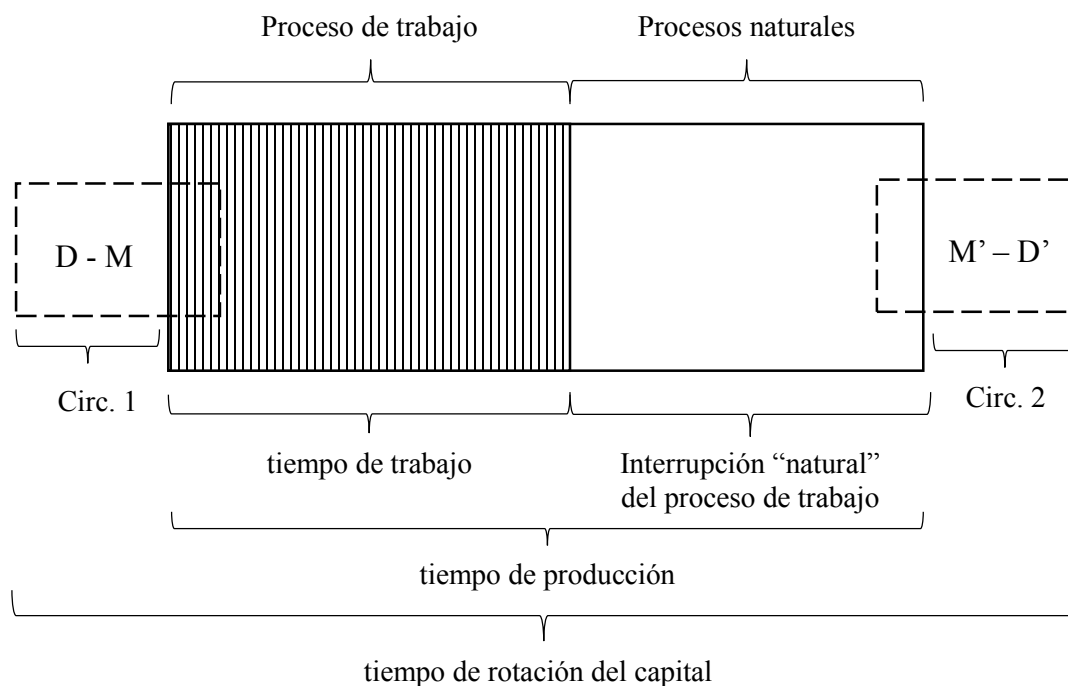 Proceso de trabajo
Procesos naturales
D - M
M’ – D’
Circ. 1
Circ. 2
tiempo de trabajo
Interrupción “natural”
del proceso de trabajo
tiempo de producción
tiempo de rotación del capital